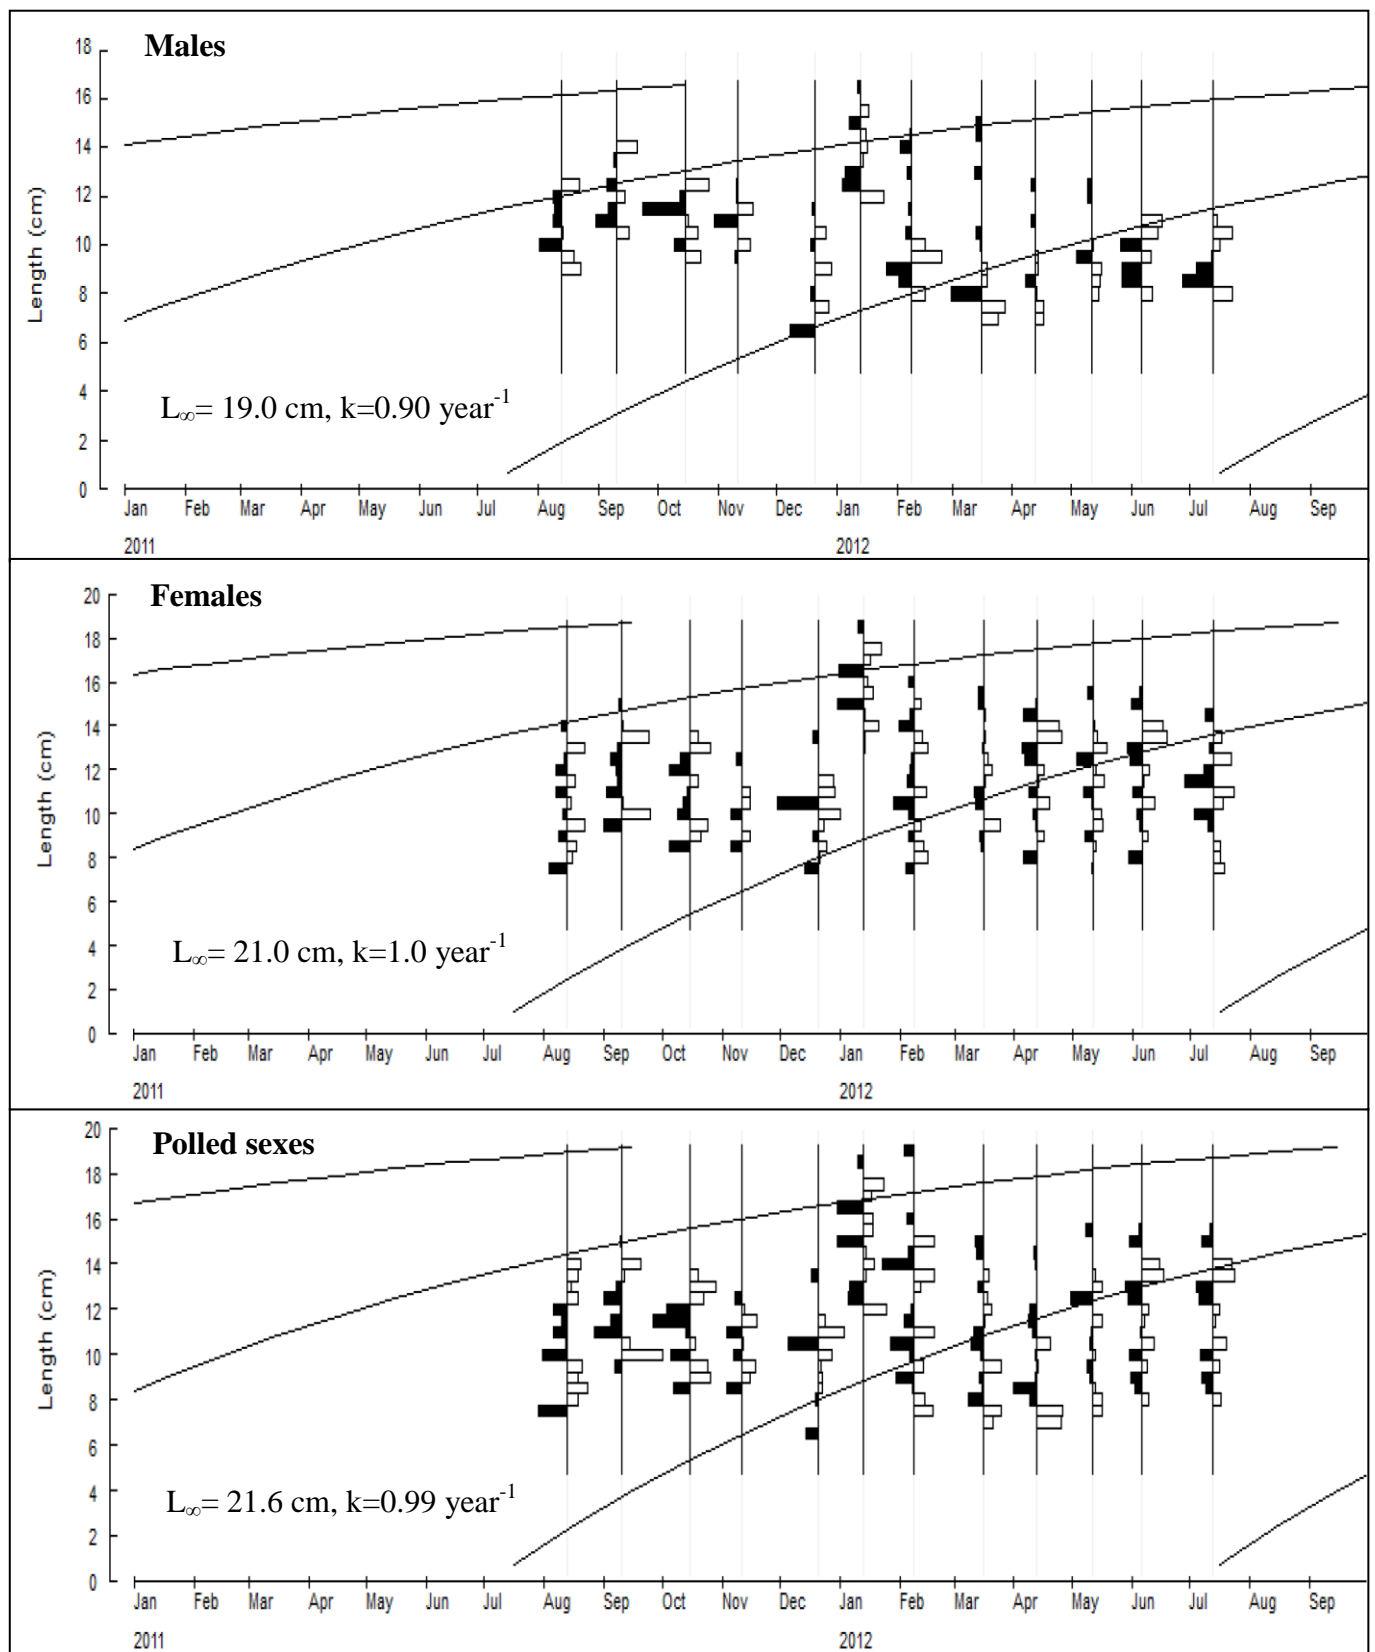 Males
Length (cm)
18
16
14
12
10
8
6
4
2
0
L∞= 19.0 cm, k=0.90 year-1
Jan Feb Mar Apr May Jun Jul Aug Sep Oct Nov Dec Jan Feb Mar Apr May Jun Jul Aug Sep
2011 2012
Females
Length (cm)
20
18
16
14
12
10
8
6
4
2
0
L∞= 21.0 cm, k=1.0 year-1
Jan Feb Mar Apr May Jun Jul Aug Sep Oct Nov Dec Jan Feb Mar Apr May Jun Jul Aug Sep
2011 2012
Polled sexes
Length (cm)
20
18
16
14
12
10
8
6
4
2
0
L∞= 21.6 cm, k=0.99 year-1
Jan Feb Mar Apr May Jun Jul Aug Sep Oct Nov Dec Jan Feb Mar Apr May Jun Jul Aug Sep
2011 2012